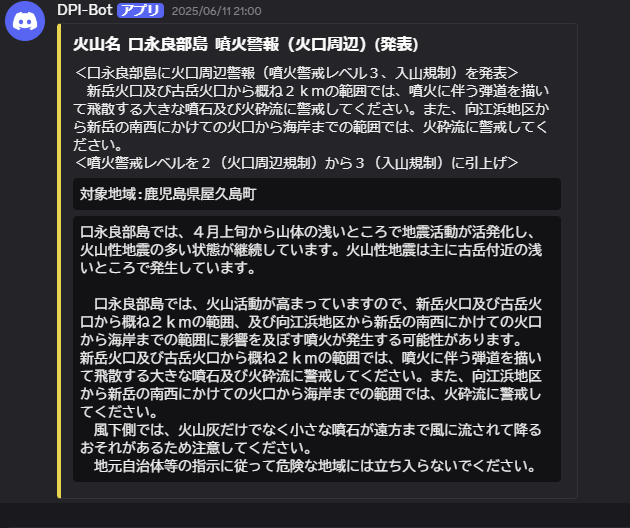 DPI-Bot アプリ 2025/06/11 21:00
火山名 口永良部島 噴火警報（火口周辺）(発表)
＜口永良部島に火口周辺警報（噴火警戒レベル３、入山規制）を発表＞
　新岳火口及び古岳火口から概ね２ｋｍの範囲では、噴火に伴う弾道を描い
て飛散する大きな噴石及び火砕流に警戒してください。また、向江浜地区か
ら新岳の南西にかけての火口から海岸までの範囲では、火砕流に警戒してく
ださい。
＜噴火警戒レベルを２（火口周辺規制）から３（入山規制）に引上げ＞
対象地域:鹿児島県屋久島町
口永良部島では、４月上旬から山体の浅いところで地震活動が活発化し、
火山性地震の多い状態が継続しています。火山性地震は主に古岳付近の浅
いところで発生しています。
　口永良部島では、火山活動が高まっていますので、新岳火口及び古岳火
口から概ね２ｋｍの範囲、及び向江浜地区から新岳の南西にかけての火口
から海岸までの範囲に影響を及ぼす噴火が発生する可能性があります。
新岳火口及び古岳火口から概ね２ｋｍの範囲では、噴火に伴う弾道を描い
て飛散する大きな噴石及び火砕流に警戒してください。また、向江浜地区
から新岳の南西にかけての火口から海岸までの範囲では、火砕流に警戒し
てください。
　風下側では、火山灰だけでなく小さな噴石が遠方まで風に流されて降る
おそれがあるため注意してください。
　地元自治体等の指示に従って危険な地域には立ち入らないでください。